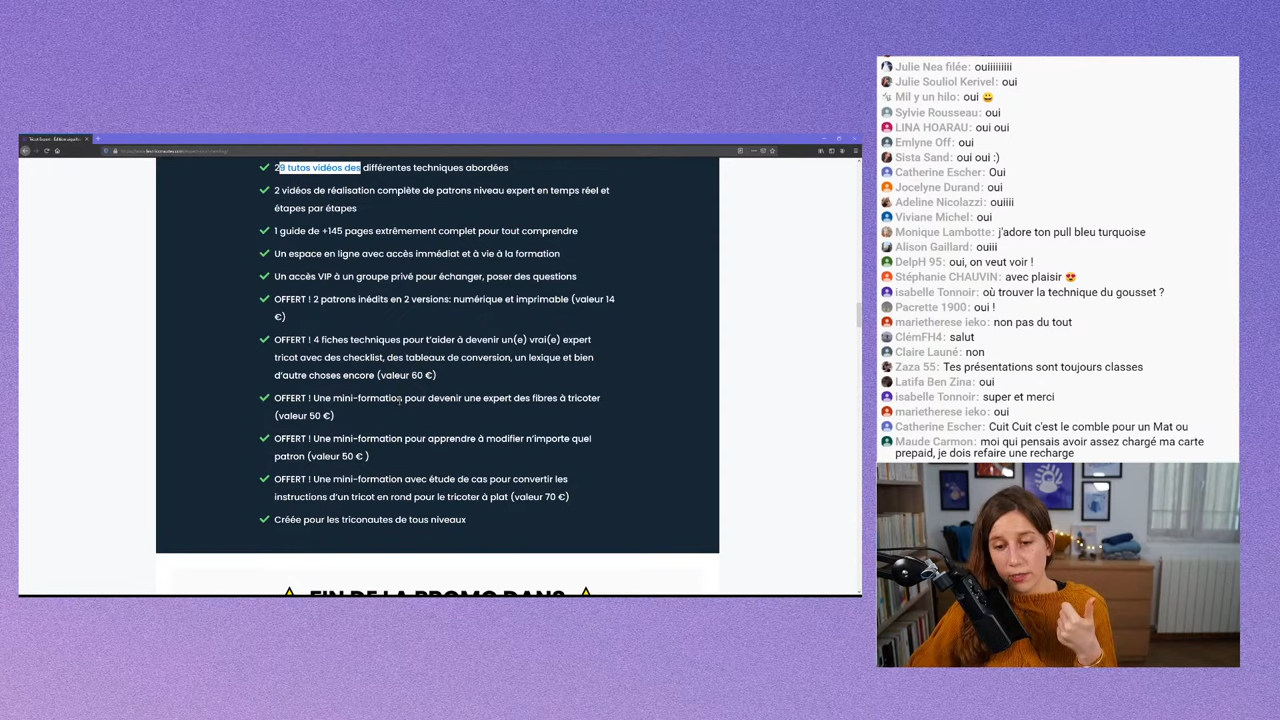 29 tutos vidéos des différentes techniques abordées
2 vidéos de réalisation complète de patrons niveau expert en temps réel et
étapes par étapes
1 guide de +145 pages extrêmement complet pour tout comprendre
Un espace en ligne avec accès immédiat et à vie à la formation
Un accès VIP à un groupe privé pour échanger, poser des questions
OFFERT ! 2 patrons inédits en 2 versions: numérique et imprimable (valeur 14
€)
OFFERT ! 4 fiches techniques pour t'aider à devenir un(e) vrai(e) expert
tricot avec des checklist, des tableaux de conversion, un lexique et bien
d'autre choses encore (valeur 60 €)
OFFERT ! Une mini-formation pour devenir une expert des fibres à tricoter
(valeur 50 €)
OFFERT ! Une mini-formation pour apprendre à modifier n'importe quel
patron (valeur 50 € )
OFFERT ! Une mini-formation avec étude de cas pour convertir les
instructions d'un tricot en rond pour le tricoter à plat (valeur 70 €)
Créée pour les triconautes de tous niveaux
FIN DE LA PROMO DANS
Julie Nea filée: ouiiiiiiiii
Julie Souliol Kerivel: oui
Mil y un hilo: oui 😀
Sylvie Rousseau: oui
LINA HOARAU: oui oui
Emlyne Off: oui
Sista Sand: oui oui :)
Catherine Escher: Oui
Jocelyne Durand: oui
Adeline Nicolazzi: ouiiii
Viviane Michel: oui
Monique Lambotte: j'adore ton pull bleu turquoise
Alison Gaillard: ouiii
DelpH 95: oui, on veut voir !
Stéphanie CHAUVIN: avec plaisir 😍
isabelle Tonnoir: où trouver la technique du gousset ?
Pacrette 1900: oui !
mariethérese ieko: non pas du tout
ClémFH4: salut
Claire Launé: non
Zaza 55: Tes présentations sont toujours classes
Latifa Ben Zina: oui
isabelle Tonnoir: super et merci
mariethérese ieko: oui
Catherine Escher: Cuit Cuit c'est le comble pour un Mat ou
Maude Carmon: moi qui pensais avoir assez chargé ma carte
prepaid, je dois refaire une recharge